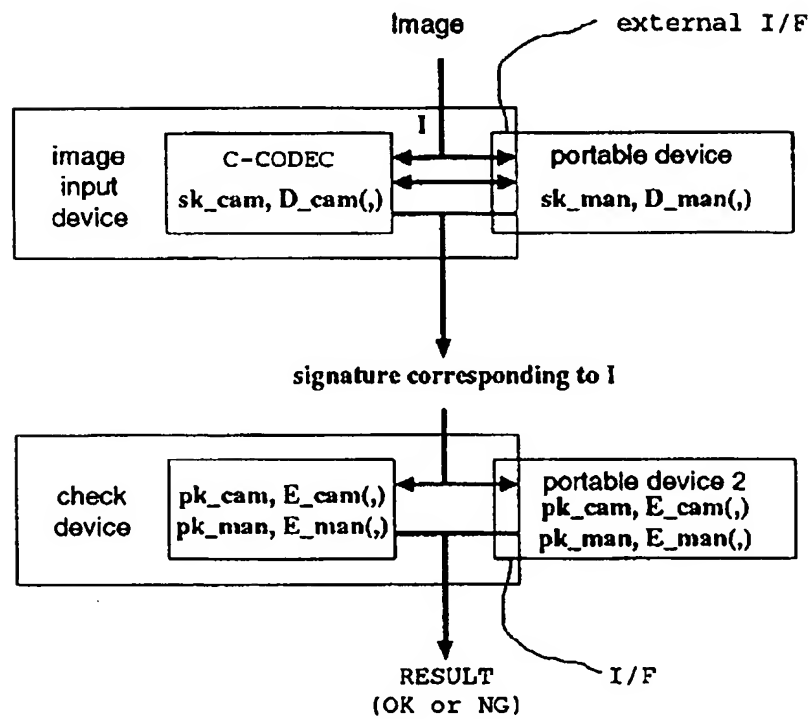 Image
external I/F
I
image
input
device
C-CODEC
sk_cam, D_cam(,)
portable device
sk_man, D_man(,)
signature corresponding to I
check
device
pk_cam, E_cam(,)
pk_man, E_man(,)
portable device 2
pk_cam, E_cam(,)
pk_man, E_man(,)
RESULT
(OK or NG)
I/F